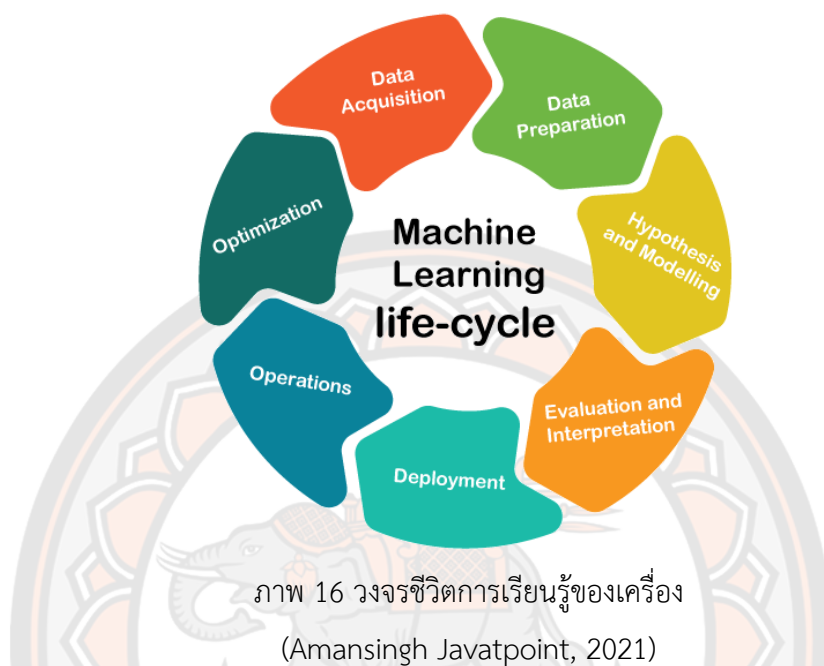 Data
Acquisition
Data
Preparation
Hypothesis
and Modelling
Evaluation and
Interpretation
Deployment
Operations
Optimization
Machine
Learning
life-cycle
ภาพ 16 วงจรชีวิตการเรียนรู้ของเครื่อง
(Amansingh Javatpoint, 2021)